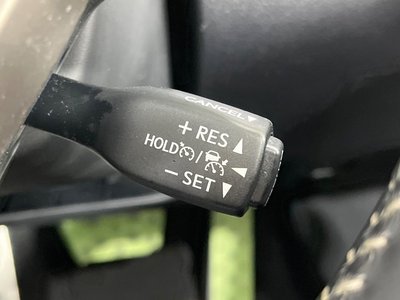 CANCEL▼
+ RES ▲
HOLD /
− SET ▼